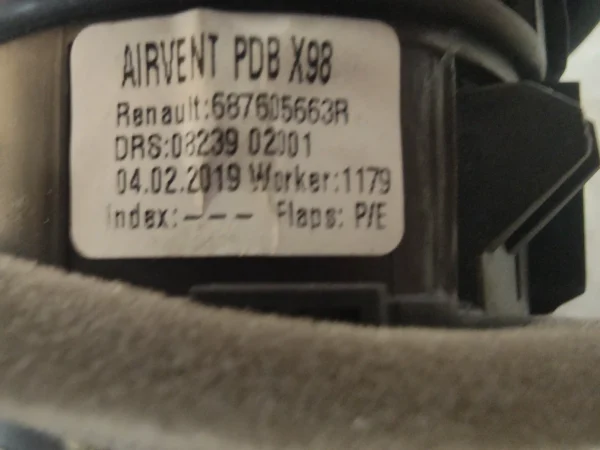 AIRVENT PDB X98
Renault:687605663R
DRS:08239 02001
04.02.2019 Worker:1179
Index:--- Flaps: P/E